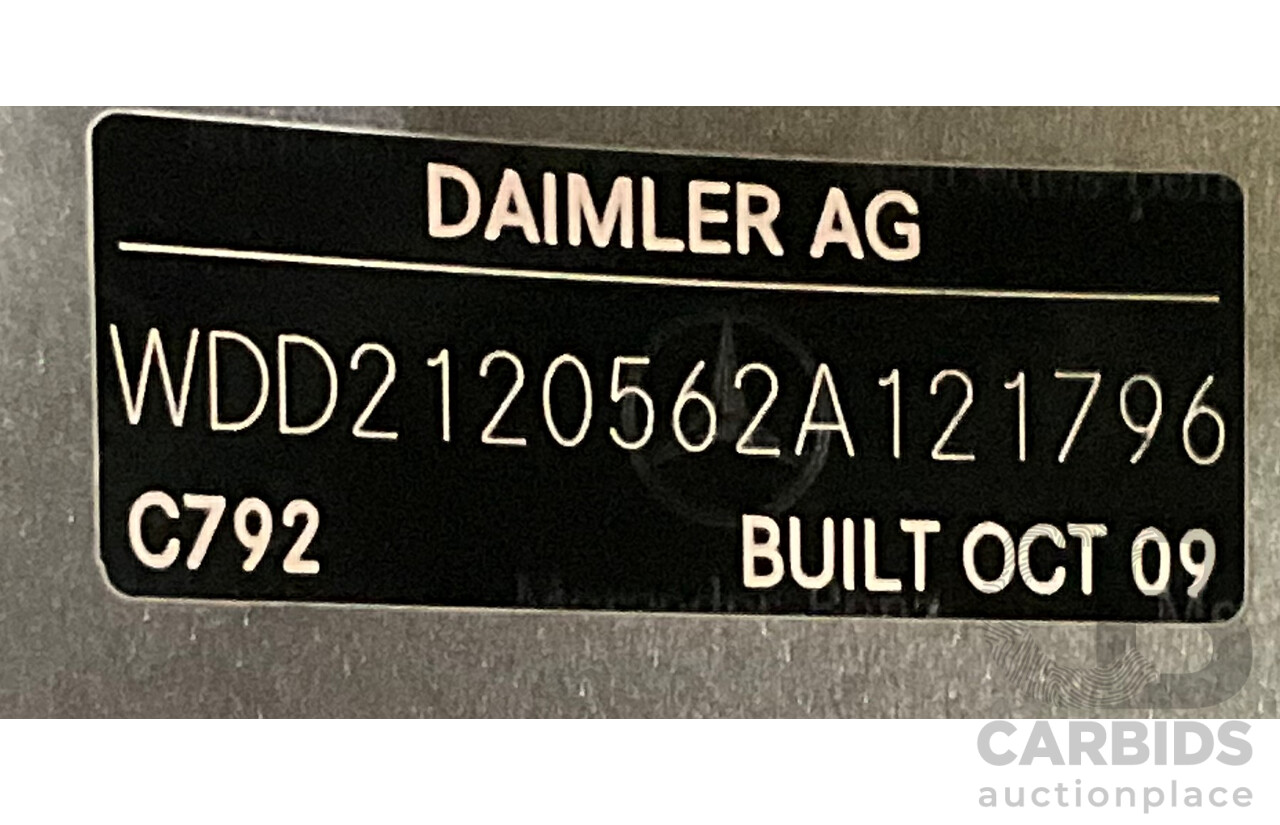 DAIMLER AG
WDD2120562A121796
C792 BUILT OCT 09
CARBIDS
auctionplace